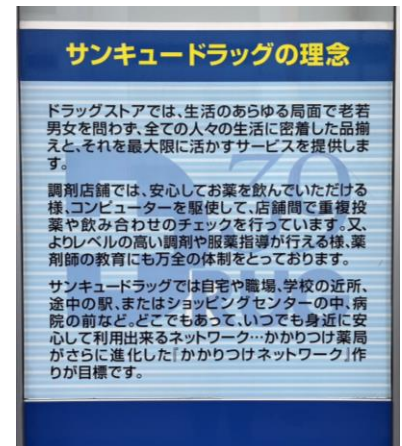 サンキュードラッグの理念
ドラッグストアでは、生活のあらゆる局面で老若
男女を問わず、全ての人々の生活に密着した品揃
えと、それを最大限に活かすサービスを提供しま
す。
調剤店舗では、安心してお薬を飲んでいただける
様、コンピューターを駆使して、店舗間で重複投
薬や飲み合わせのチェックを行っています。又、
よりレベルの高い調剤や服薬指導が行える様、薬
剤師の教育にも万全の体制をとっております。
サンキュードラッグでは自宅や職場、学校の近所、
途中の駅、またはショッピングセンターの中、病
院の前など。どこでもあって、いつでも身近に安
心して利用出来るネットワーク…かかりつけ薬局
がさらに進化した『かかりつけネットワーク』作
りが目標です。
39
DRUG